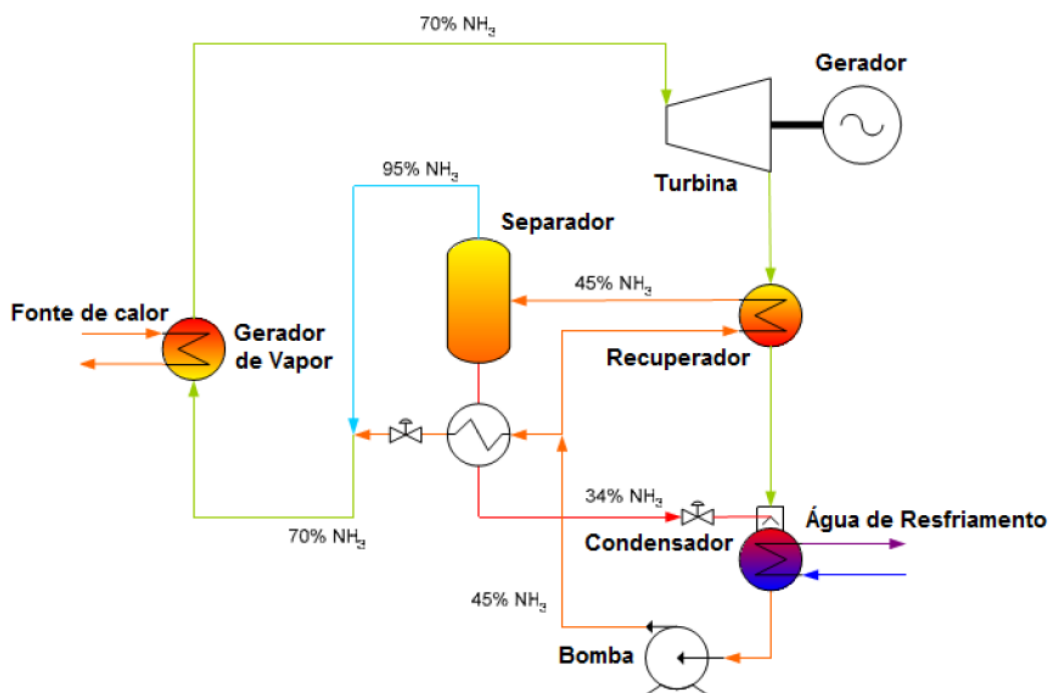 70% NH₃
Gerador
Turbina
95% NH₃
Separador
45% NH₃
Fonte de calor
Gerador
de Vapor
Recuperador
34% NH₃
Água de Resfriamento
Condensador
70% NH₃
45% NH₃
Bomba